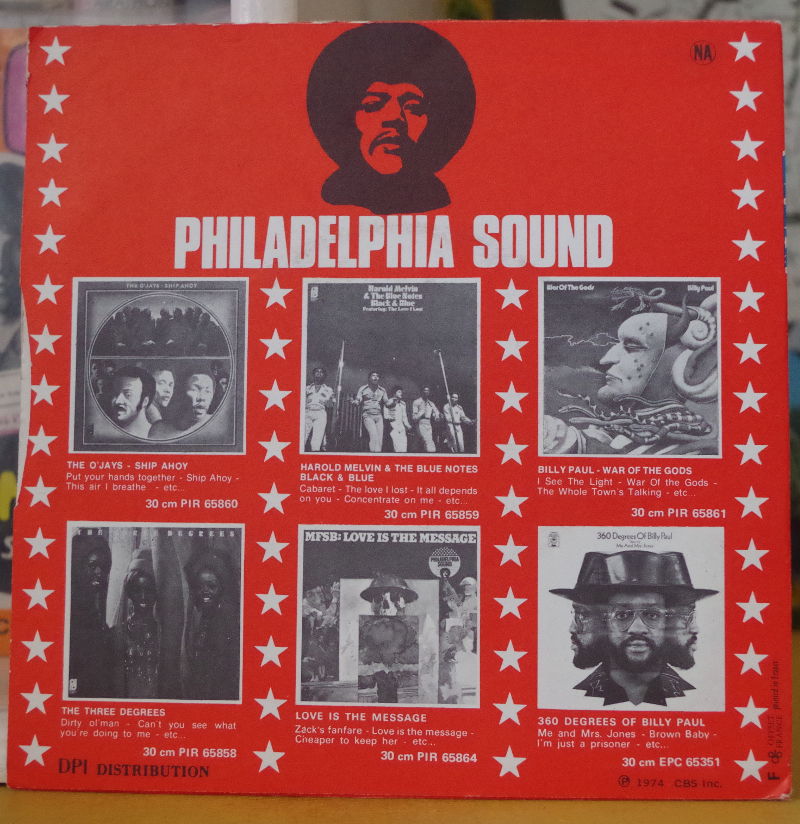 NA
PHILADELPHIA SOUND
THE O'JAYS - SHIP AHOY
THE O'JAYS - SHIP AHOY
Put your hands together - Ship Ahoy -
This air I breathe - etc...
30 cm PIR 65860
Harold Melvin
& The Blue Notes
Black & Blue
Featuring: The Love I Lost
HAROLD MELVIN & THE BLUE NOTES
BLACK & BLUE
Cabaret - The love I lost - It all depends
on you - Concentrate on me - etc...
30 cm PIR 65859
War Of The Gods Billy Paul
BILLY PAUL - WAR OF THE GODS
I See The Light - War Of the Gods -
The Whole Town's Talking - etc...
30 cm PIR 65861
THE THREE DEGREES
THE THREE DEGREES
Dirty ol'man - Can't you see what
you're doing to me - etc...
30 cm PIR 65858
MFSB: LOVE IS THE MESSAGE
PHILADELPHIA
SOUND
LOVE IS THE MESSAGE
Zack's fanfare - Love is the message -
Cheaper to keep her - etc...
30 cm PIR 65864
360 Degrees Of Billy Paul
Me And Mrs. Jones
360 DEGREES OF BILLY PAUL
Me and Mrs. Jones - Brown Baby -
I'm just a prisoner - etc...
30 cm EPC 65351
DPI DISTRIBUTION
℗ 1974 CBS Inc.
F OFFSET FRANCE printed in France